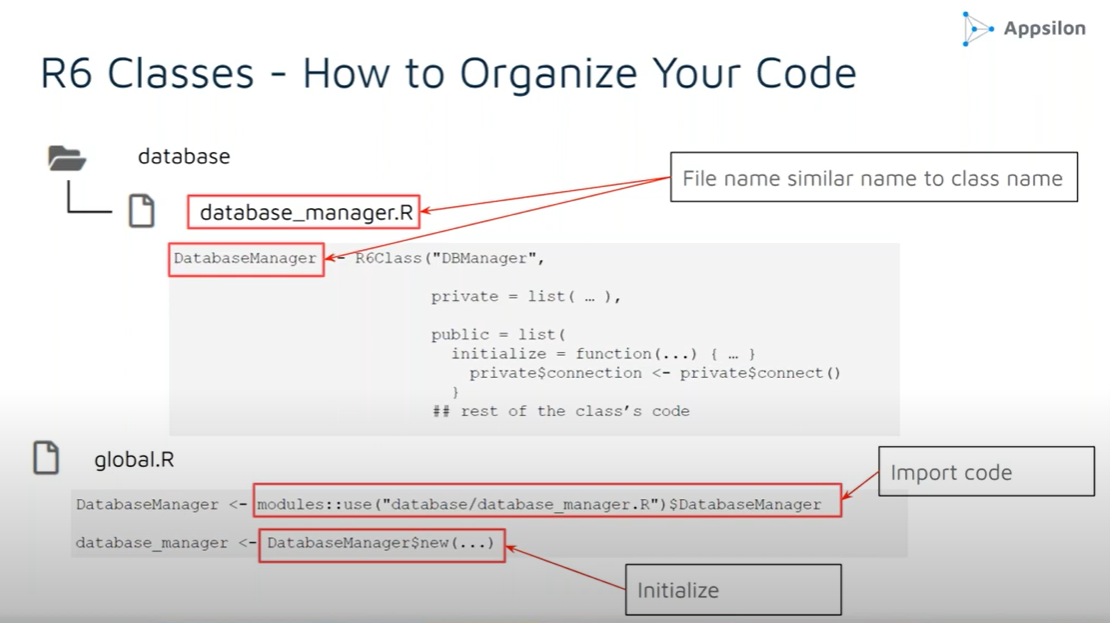 Appsilon
R6 Classes - How to Organize Your Code
database
File name similar name to class name
database_manager.R
DatabaseManager <- R6Class("DBManager",
private = list( … ),
public = list(
initialize = function(...) { … }
private$connection <- private$connect()
}
## rest of the class's code
global.R
Import code
DatabaseManager <- modules::use("database/database_manager.R")$DatabaseManager
database_manager <- DatabaseManager$new(...)
Initialize